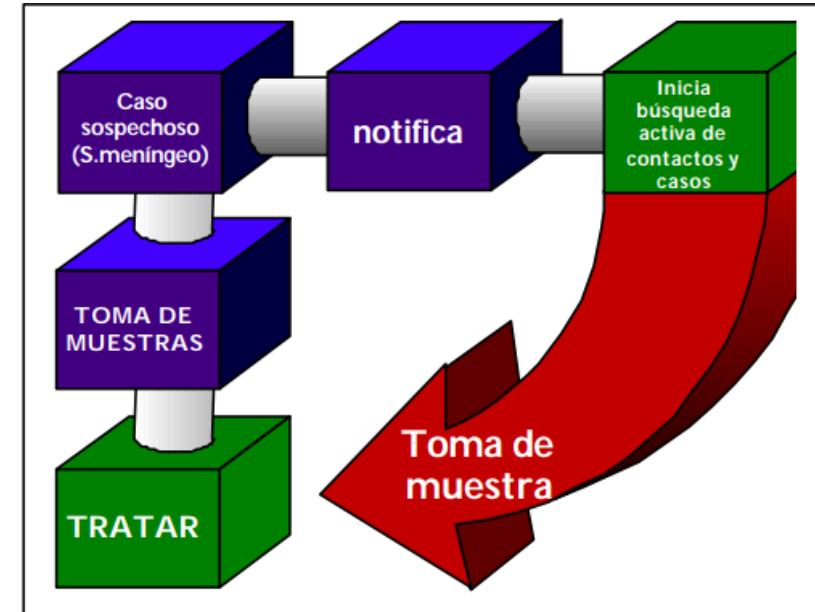 Caso
sospechoso
(S.meníngeo)
notifica
Inicia
búsqueda
activa de
contactos y
casos
TOMA DE
MUESTRAS
TRATAR
Toma de
muestra